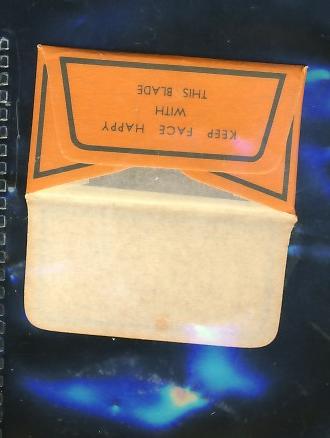 KEEP FACE HAPPY
WITH
THIS BLADE